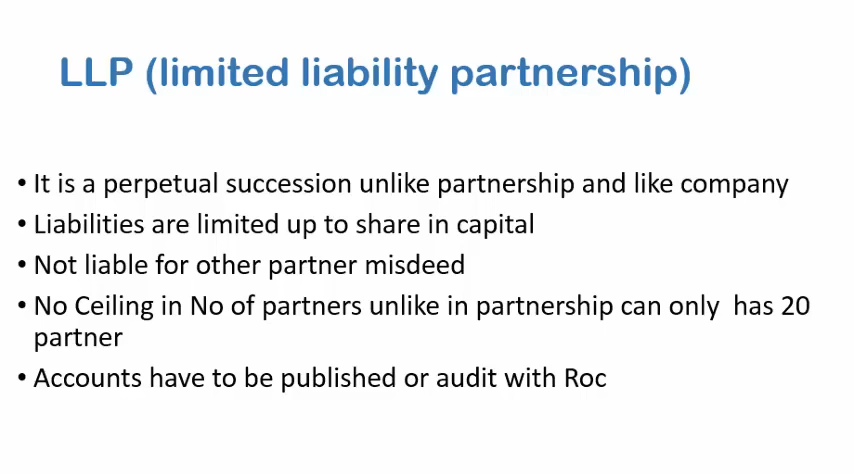 LLP (limited liability partnership)
• It is a perpetual succession unlike partnership and like company
• Liabilities are limited up to share in capital
• Not liable for other partner misdeed
• No Ceiling in No of partners unlike in partnership can only  has 20
partner
• Accounts have to be published or audit with Roc